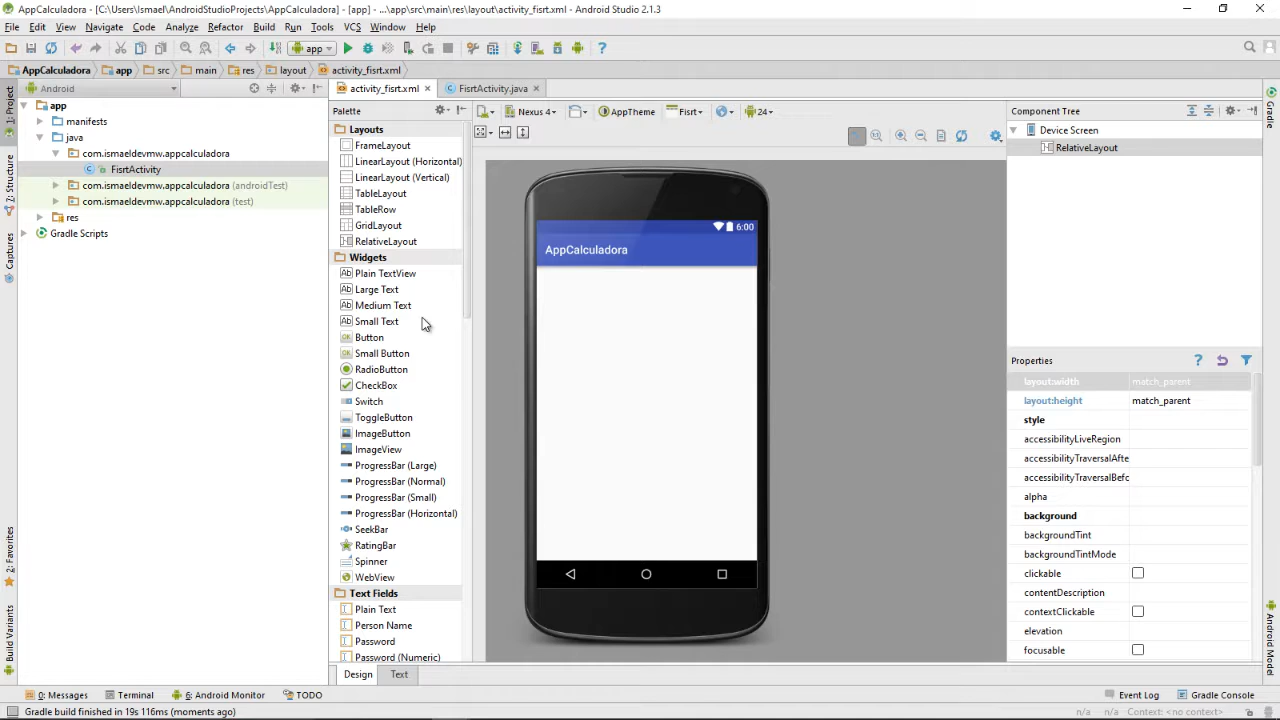 AppCalculadora - [C:\Users\Ismael\AndroidStudioProjects\AppCalculadora] - [app] - ...\app\src\main\res\layout\activity_fisrt.xml - Android Studio 2.1.3
File Edit View Navigate Code Analyze Refactor Build Run Tools VCS Window Help
app
AppCalculadora app src main res layout activity_fisrt.xml
Android
activity_fisrt.xml FisrtActivity.java
1: Project
Z: Structure
Captures
2: Favorites
Build Variants
app
manifests
java
com.ismaeldevmw.appcalculadora
FisrtActivity
com.ismaeldevmw.appcalculadora (androidTest)
com.ismaeldevmw.appcalculadora (test)
res
Gradle Scripts
Palette
Layouts
FrameLayout
LinearLayout (Horizontal)
LinearLayout (Vertical)
TableLayout
TableRow
GridLayout
RelativeLayout
Widgets
Plain TextView
Large Text
Medium Text
Small Text
Button
Small Button
RadioButton
CheckBox
Switch
ToggleButton
ImageButton
ImageView
ProgressBar (Large)
ProgressBar (Normal)
ProgressBar (Small)
ProgressBar (Horizontal)
SeekBar
RatingBar
Spinner
WebView
Text Fields
Plain Text
Person Name
Password
Password (Numeric)
Nexus 4 AppTheme Fisrt 24
6:00
AppCalculadora
Component Tree
Device Screen
RelativeLayout
Properties
layout:width match_parent
layout:height match_parent
style
accessibilityLiveRegion
accessibilityTraversalAfte
accessibilityTraversalBefc
alpha
background
backgroundTint
backgroundTintMode
clickable
contentDescription
contextClickable
elevation
focusable
Gradle
Android Model
Design Text
0: Messages Terminal 6: Android Monitor TODO Event Log Gradle Console
Gradle build finished in 19s 116ms (moments ago) n/a n/a Context: <no context>